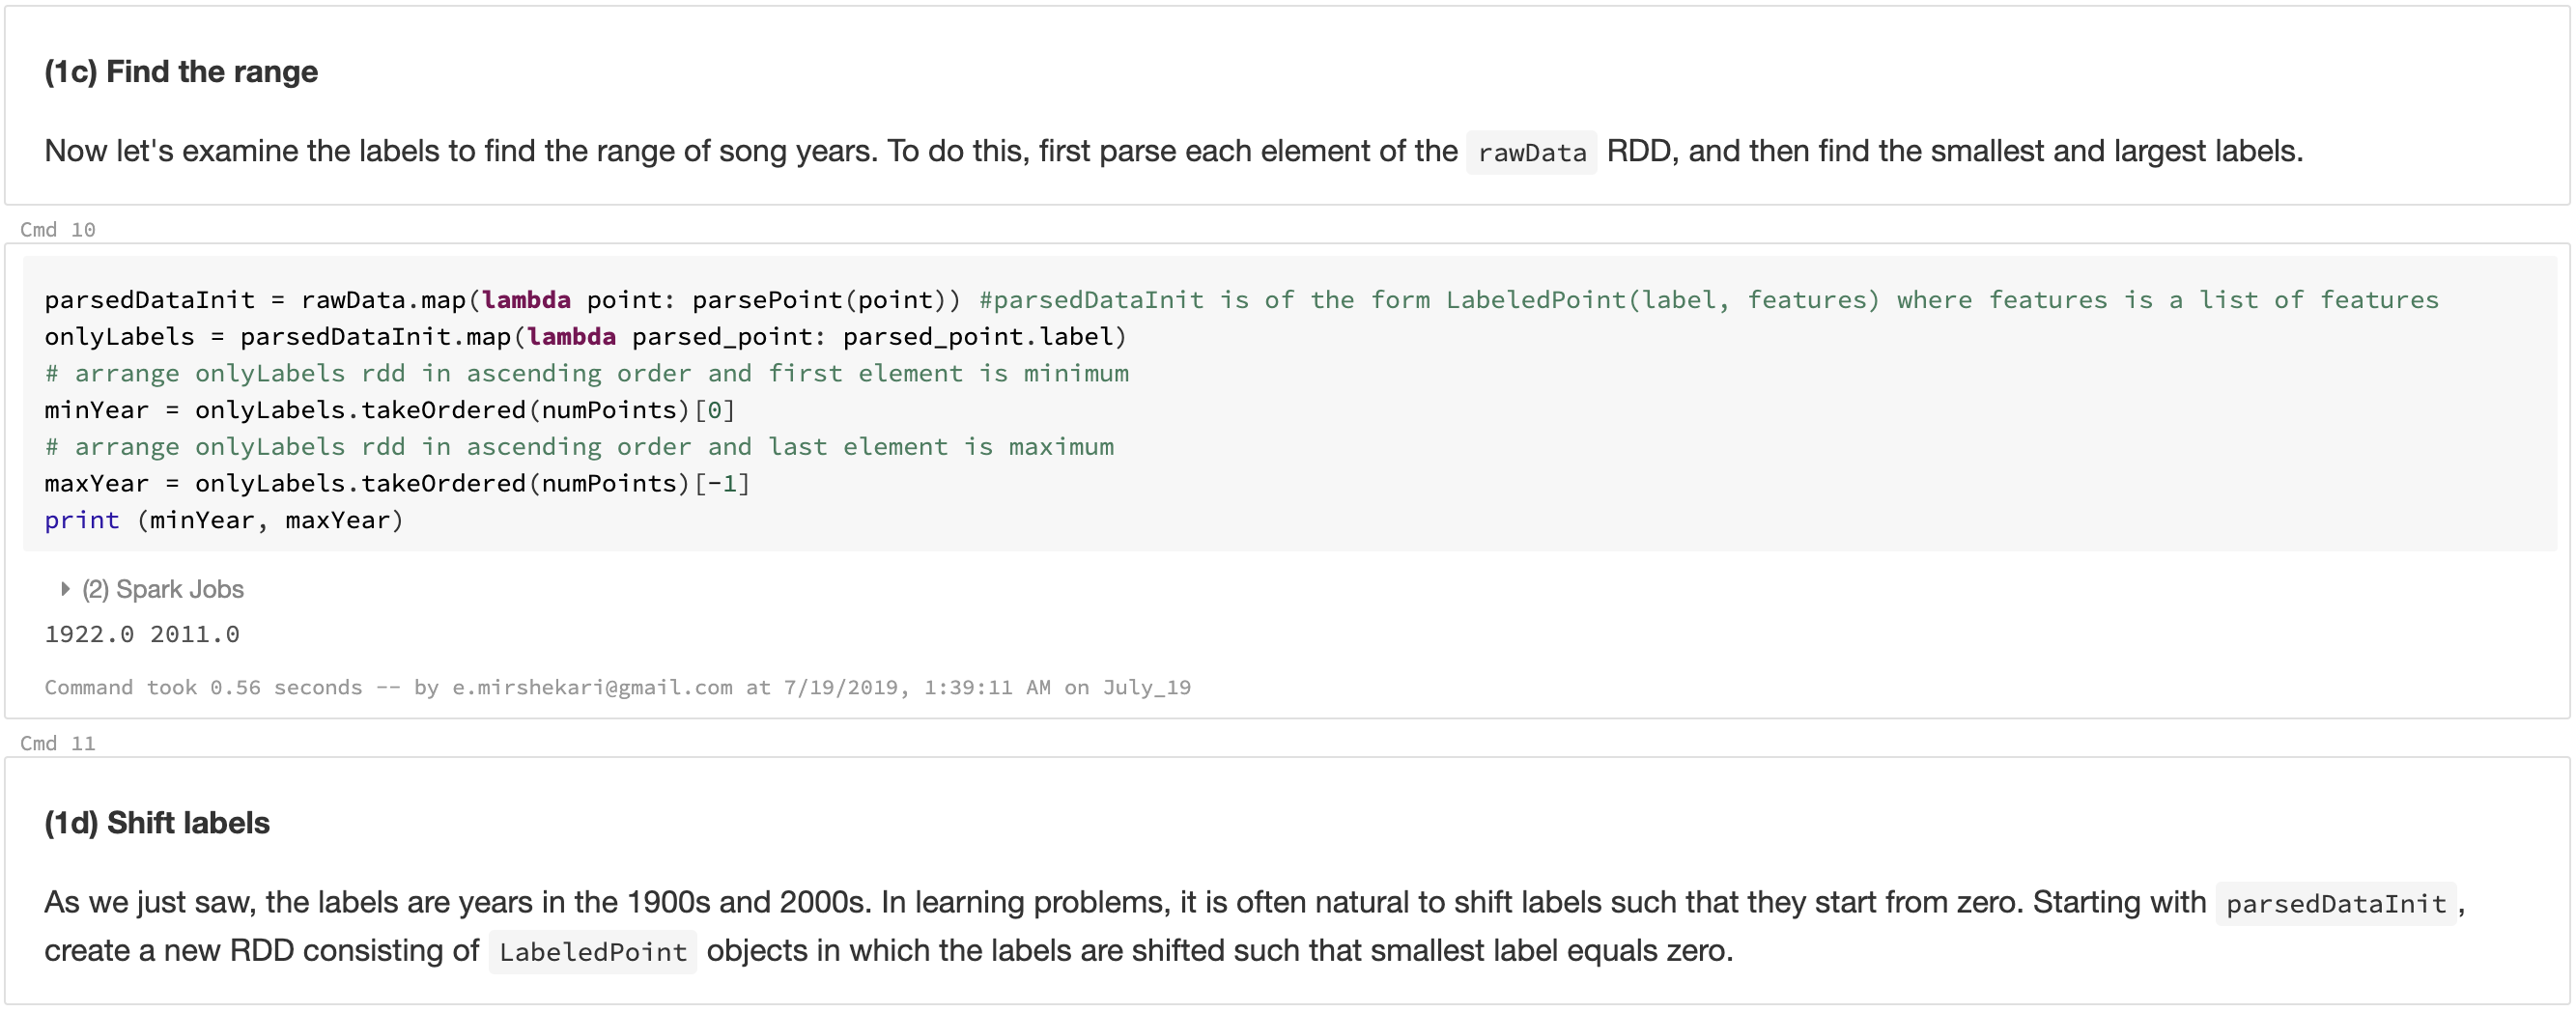 (1c) Find the range
Now let's examine the labels to find the range of song years. To do this, first parse each element of the rawData RDD, and then find the smallest and largest labels.
Cmd 10
parsedDataInit = rawData.map(lambda point: parsePoint(point)) #parsedDataInit is of the form LabeledPoint(label, features) where features is a list of features
onlyLabels = parsedDataInit.map(lambda parsed_point: parsed_point.label)
# arrange onlyLabels rdd in ascending order and first element is minimum
minYear = onlyLabels.takeOrdered(numPoints)[0]
# arrange onlyLabels rdd in ascending order and last element is maximum
maxYear = onlyLabels.takeOrdered(numPoints)[-1]
print (minYear, maxYear)
(2) Spark Jobs
1922.0 2011.0
Command took 0.56 seconds -- by e.mirshekari@gmail.com at 7/19/2019, 1:39:11 AM on July_19
Cmd 11
(1d) Shift labels
As we just saw, the labels are years in the 1900s and 2000s. In learning problems, it is often natural to shift labels such that they start from zero. Starting with parsedDataInit,
create a new RDD consisting of LabeledPoint objects in which the labels are shifted such that smallest label equals zero.